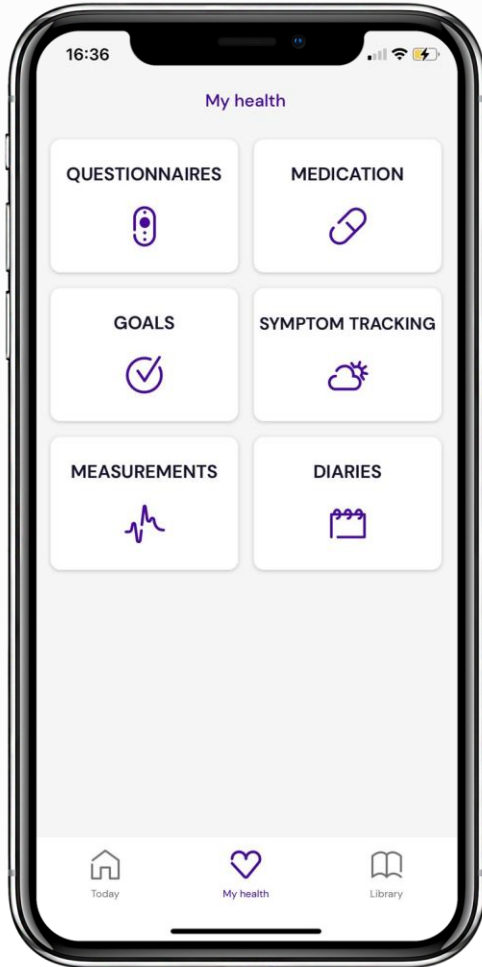 16:36
My health
QUESTIONNAIRES
MEDICATION
GOALS
SYMPTOM TRACKING
MEASUREMENTS
DIARIES
Today
My health
Library